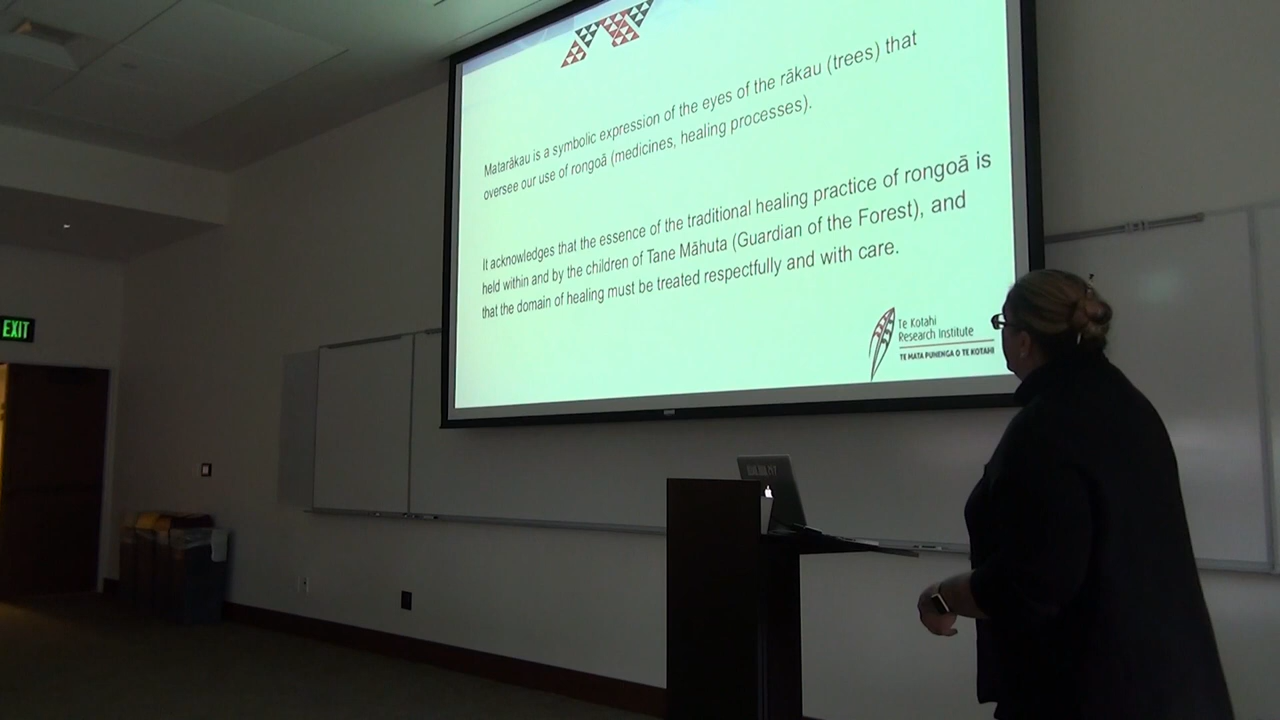 Matarākau is a symbolic expression of the eyes of the rākau (trees) that
oversee our use of rongoā (medicines, healing processes).
It acknowledges that the essence of the traditional healing practice of rongoā is
held within and by the children of Tane Māhuta (Guardian of the Forest), and
that the domain of healing must be treated respectfully and with care.
Te Kotahi
Research Institute
TE MATA PUNENGA O TE KOTAHI
EXIT